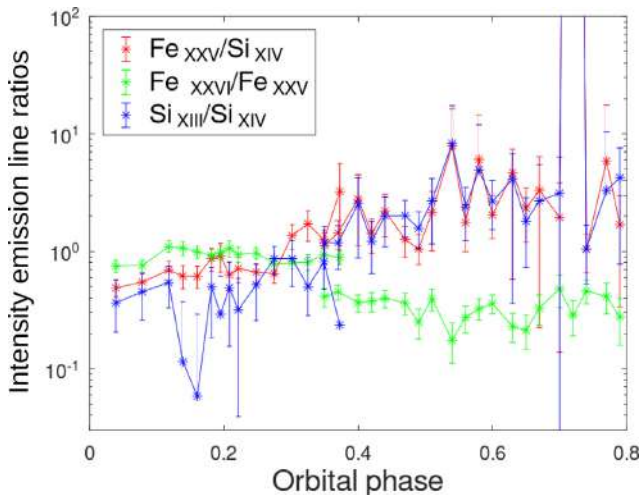 Intensity emission line ratios
10^2
10^1
10^0
10^-1
Fe XXV/Si XIV
Fe XXVI/Fe XXV
Si XIII/Si XIV
0
0.2
0.4
0.6
0.8
Orbital phase